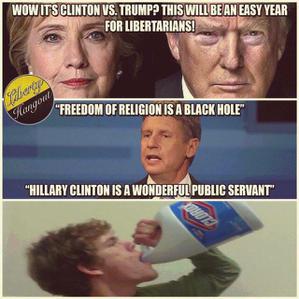 WOW IT'S CLINTON VS. TRUMP? THIS WILL BE AN EASY YEAR
FOR LIBERTARIANS!
Liberty
Hangout
"FREEDOM OF RELIGION IS A BLACK HOLE"
"HILLARY CLINTON IS A WONDERFUL PUBLIC SERVANT"
CLOROX